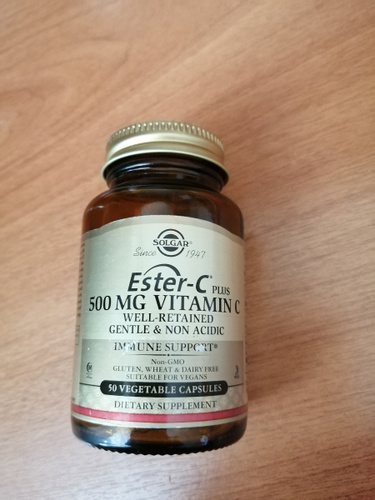 SOLGAR®
Since 1947
Ester-C® PLUS
500 MG VITAMIN C
WELL-RETAINED
GENTLE & NON ACIDIC
IMMUNE SUPPORT*
Non-GMO
GLUTEN, WHEAT & DAIRY FREE
SUITABLE FOR VEGANS
50 VEGETABLE CAPSULES
DIETARY SUPPLEMENT